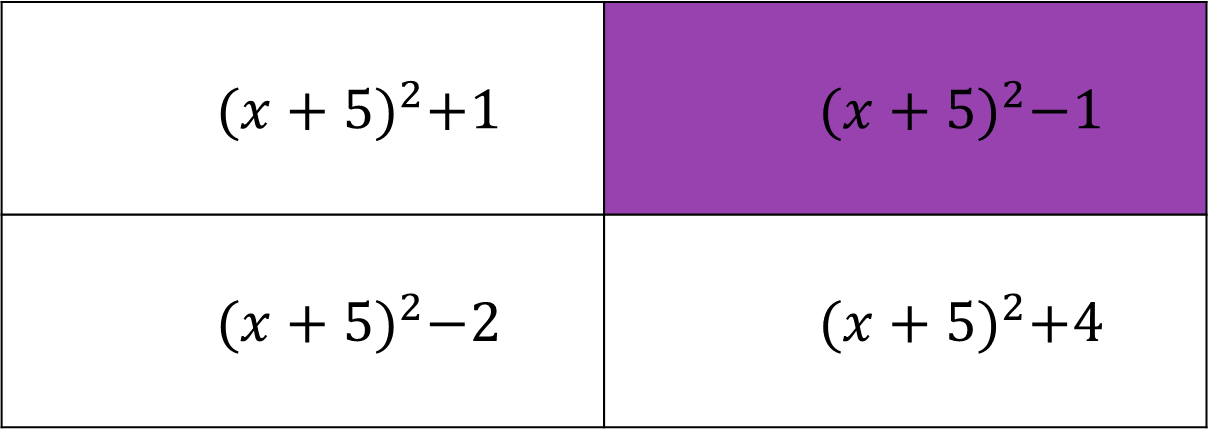 (x + 5)²+1
(x + 5)²−1
(x + 5)²−2
(x + 5)²+4